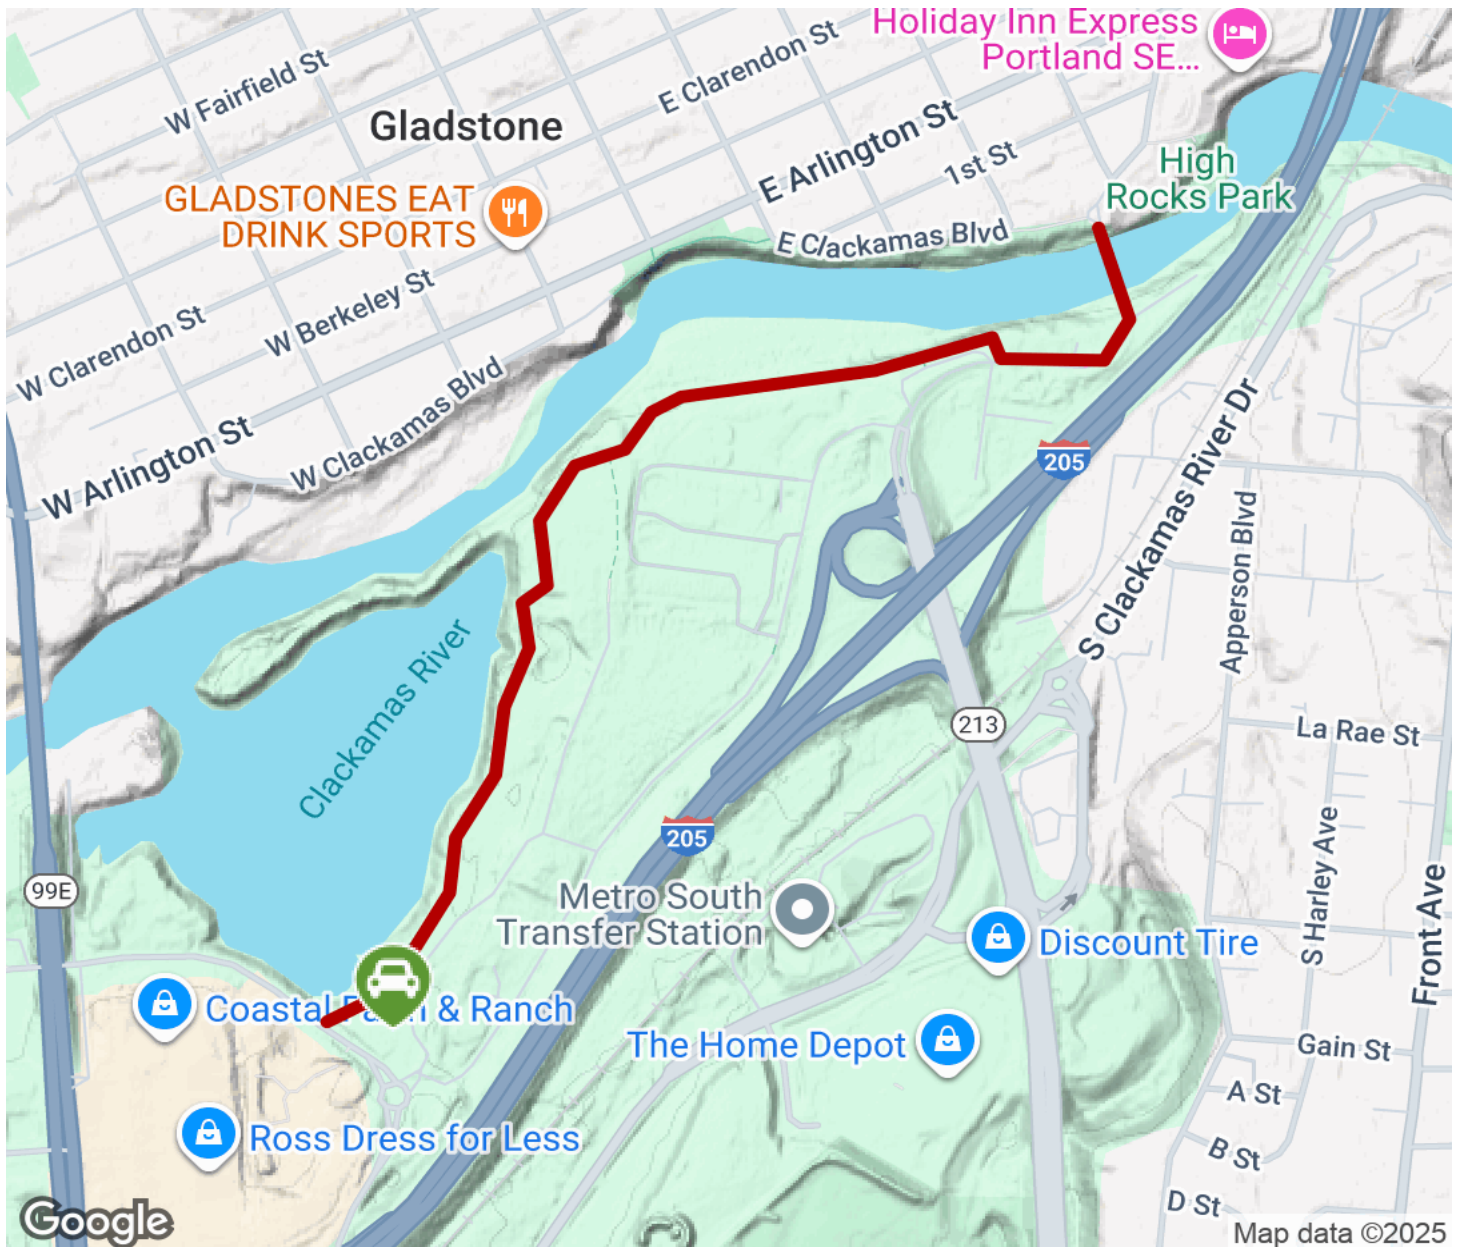 Holiday Inn Express
Portland SE...
W Fairfield St
E Clarendon St
Gladstone
E Arlington St
1st St
High
Rocks Park
GLADSTONES EAT
DRINK SPORTS
E Clackamas Blvd
W Berkeley St
W Clarendon St
W Clackamas Blvd
W Arlington St
205
S Clackamas River Dr
Apperson Blvd
Clackamas River
213
La Rae St
205
99E
Metro South
Transfer Station
S Harley Ave
Front Ave
Discount Tire
Coastal Farm & Ranch
The Home Depot
Gain St
A St
Ross Dress for Less
B St
D St
Google
Map data ©2025